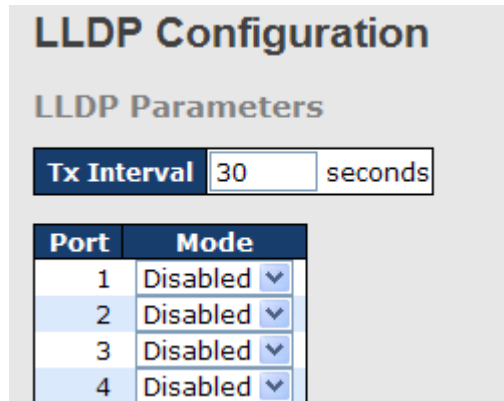 LLDP Configuration
LLDP Parameters
Tx Interval 30 seconds
Port Mode
1 Disabled
2 Disabled
3 Disabled
4 Disabled